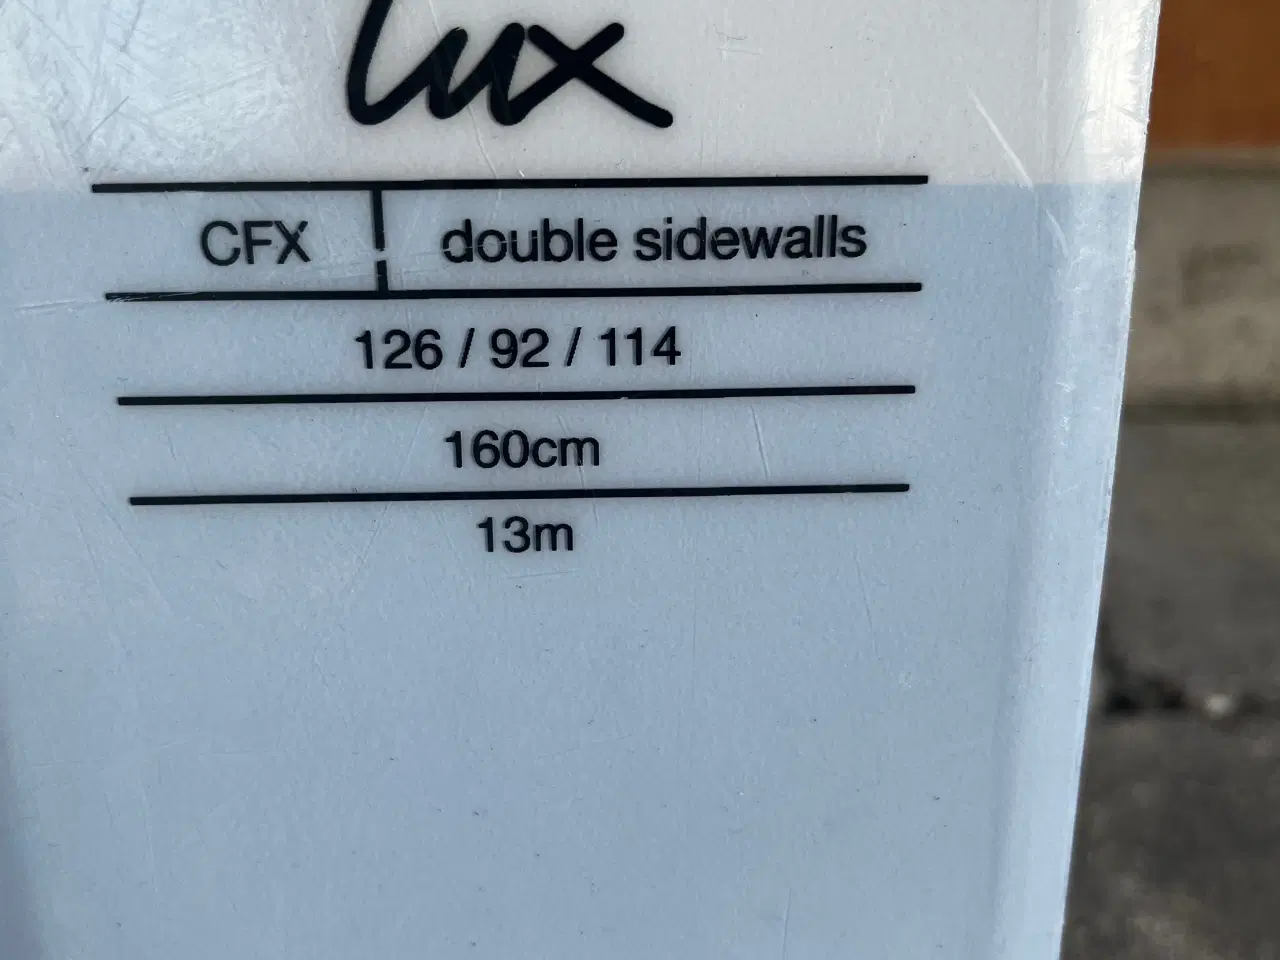 lux
CFX double sidewalls
126 / 92 / 114
160cm
13m